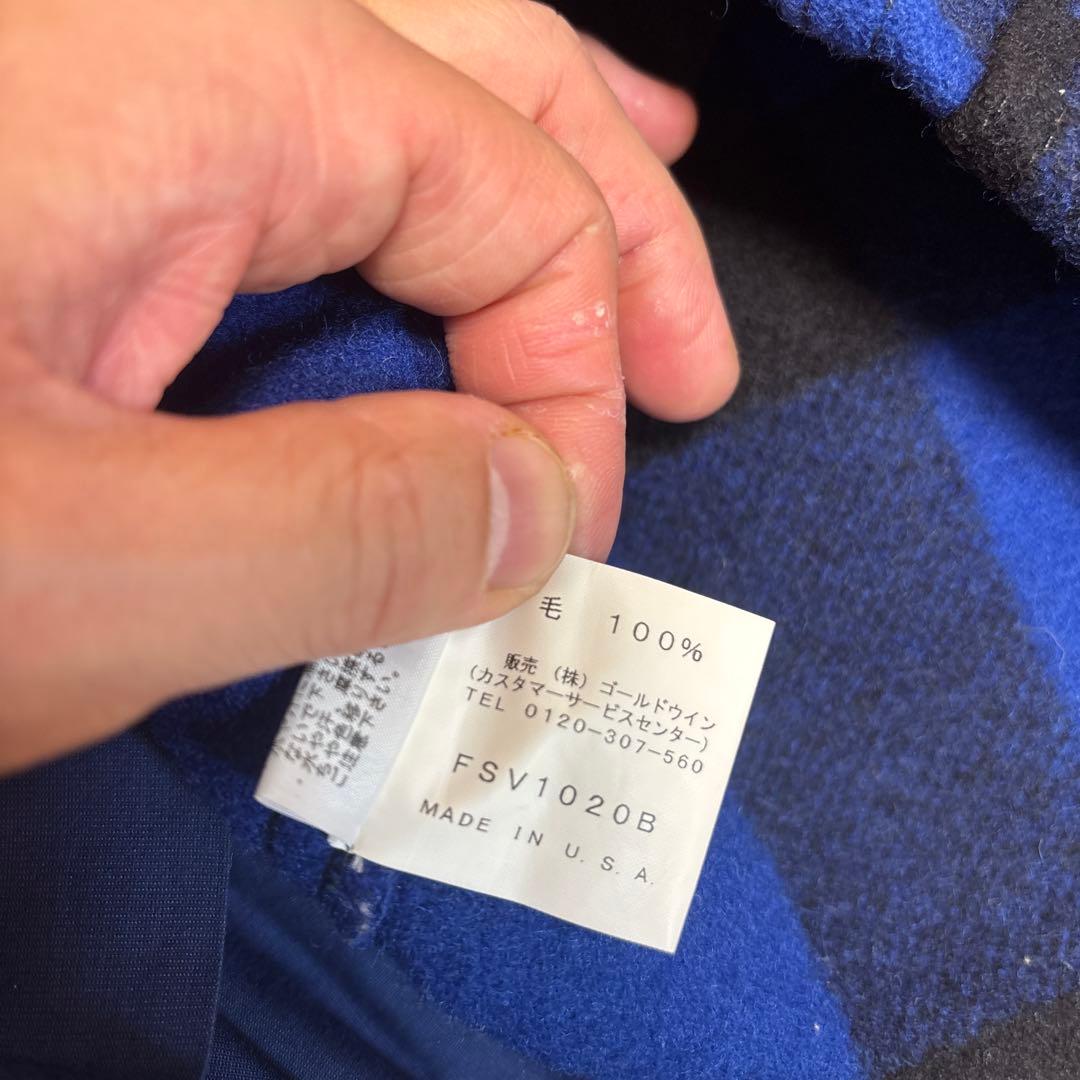 毛 100%
販売 (株) ゴールドウイン
(カスタマーサービスセンター)
TEL 0120-307-560
FSV1020B
MADE IN U.S.A.